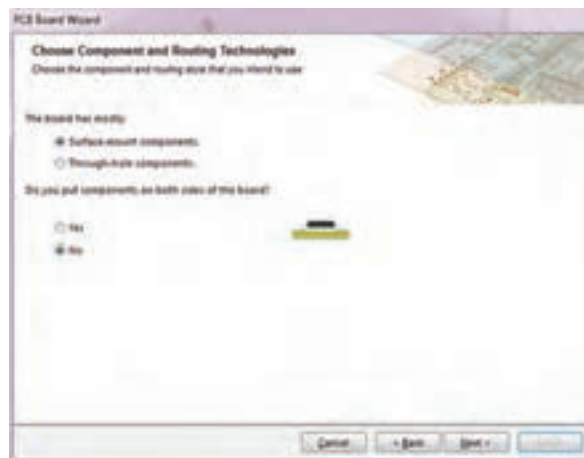 PCB Board Wizard
Choose Component and Routing Technologies
Choose the component and routing style that you intend to use
The board has mostly:
Surface-mount components.
Through-hole components.
Do you put components on both sides of the board?
Yes
No
Cancel
< Back
Next >